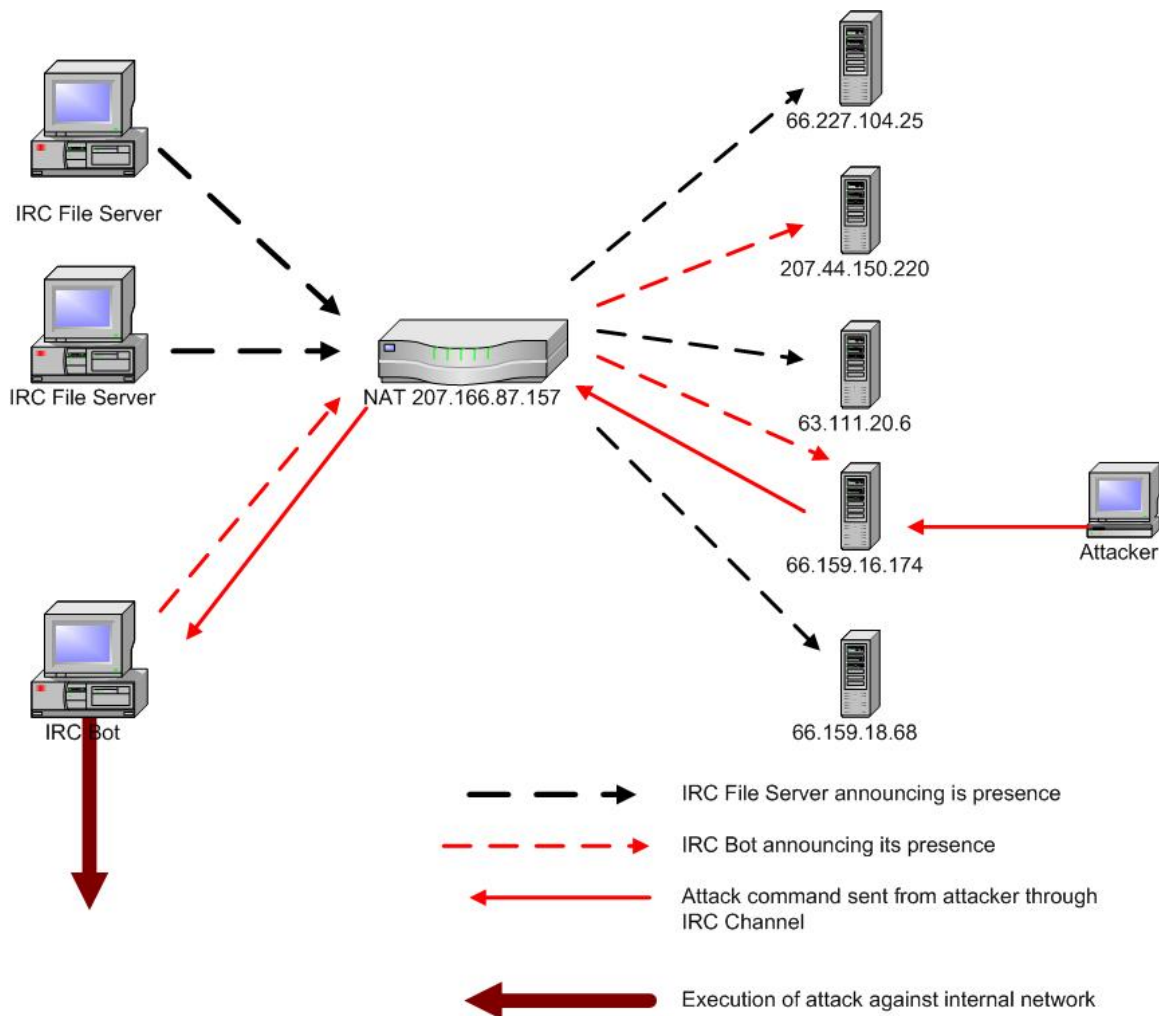 66.227.104.25
IRC File Server
207.44.150.220
IRC File Server
NAT 207.166.87.157
63.111.20.6
66.159.16.174
Attacker
IRC Bot
66.159.18.68
IRC File Server announcing is presence
IRC Bot announcing its presence
Attack command sent from attacker through
IRC Channel
Execution of attack against internal network